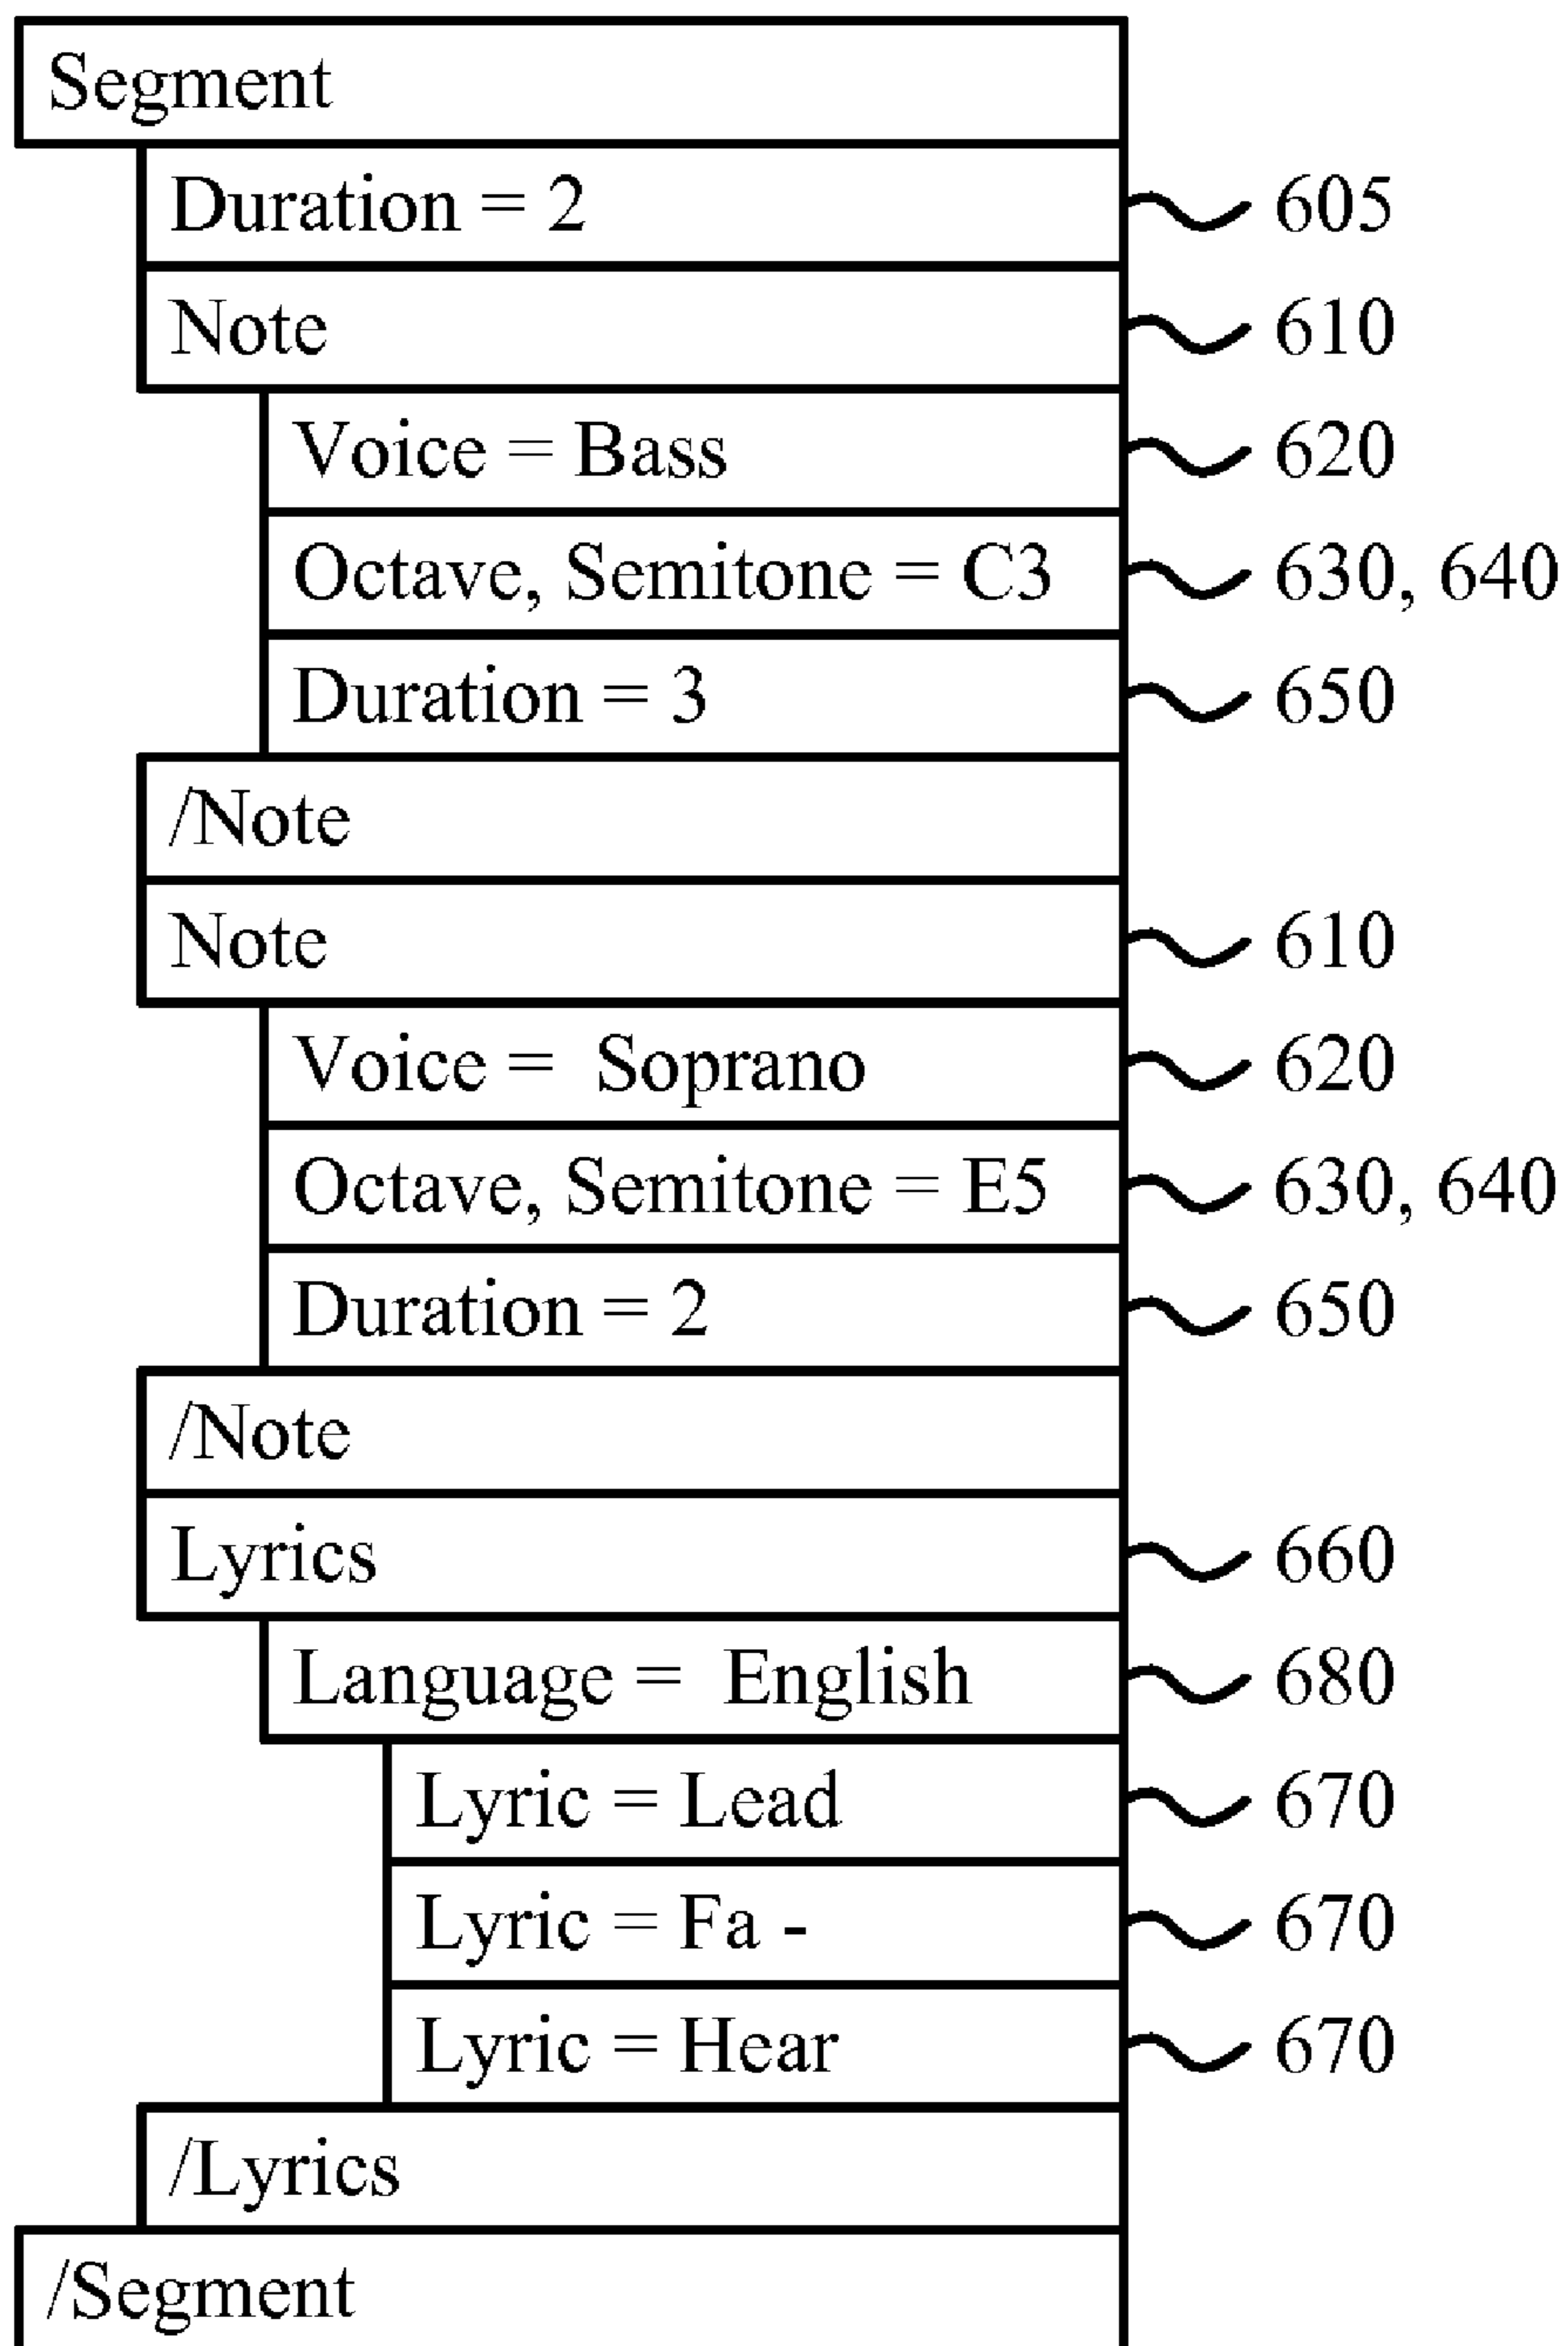 Segment
Duration = 2 605
Note 610
Voice = Bass 620
Octave, Semitone = C3 630, 640
Duration = 3 650
/Note
Note 610
Voice = Soprano 620
Octave, Semitone = E5 630, 640
Duration = 2 650
/Note
Lyrics 660
Language = English 680
Lyric = Lead 670
Lyric = Fa - 670
Lyric = Hear 670
/Lyrics
/Segment